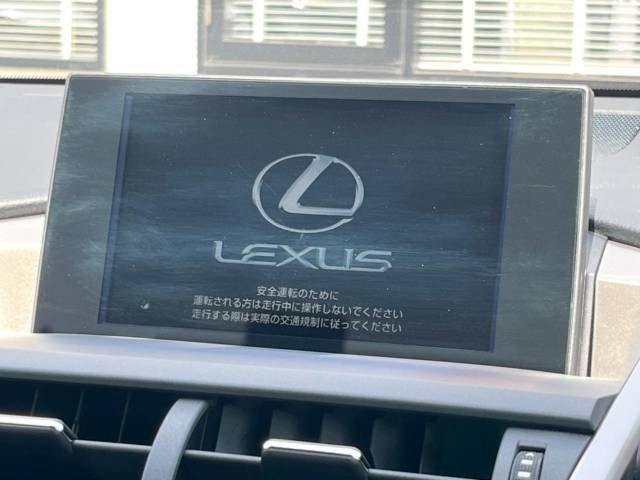 LEXUS
安全運転のために
運転される方は走行中に操作しないでください
走行する際は実際の交通規制に従ってください